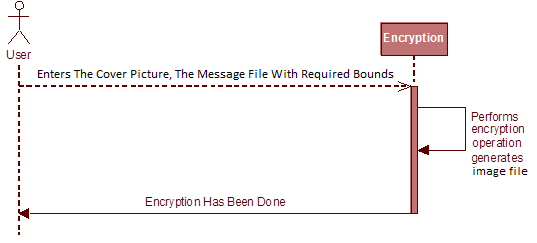 Encryption
User
Enters The Cover Picture, The Message File With Required Bounds
Performs
encryption
operation
generates
image file
Encryption Has Been Done